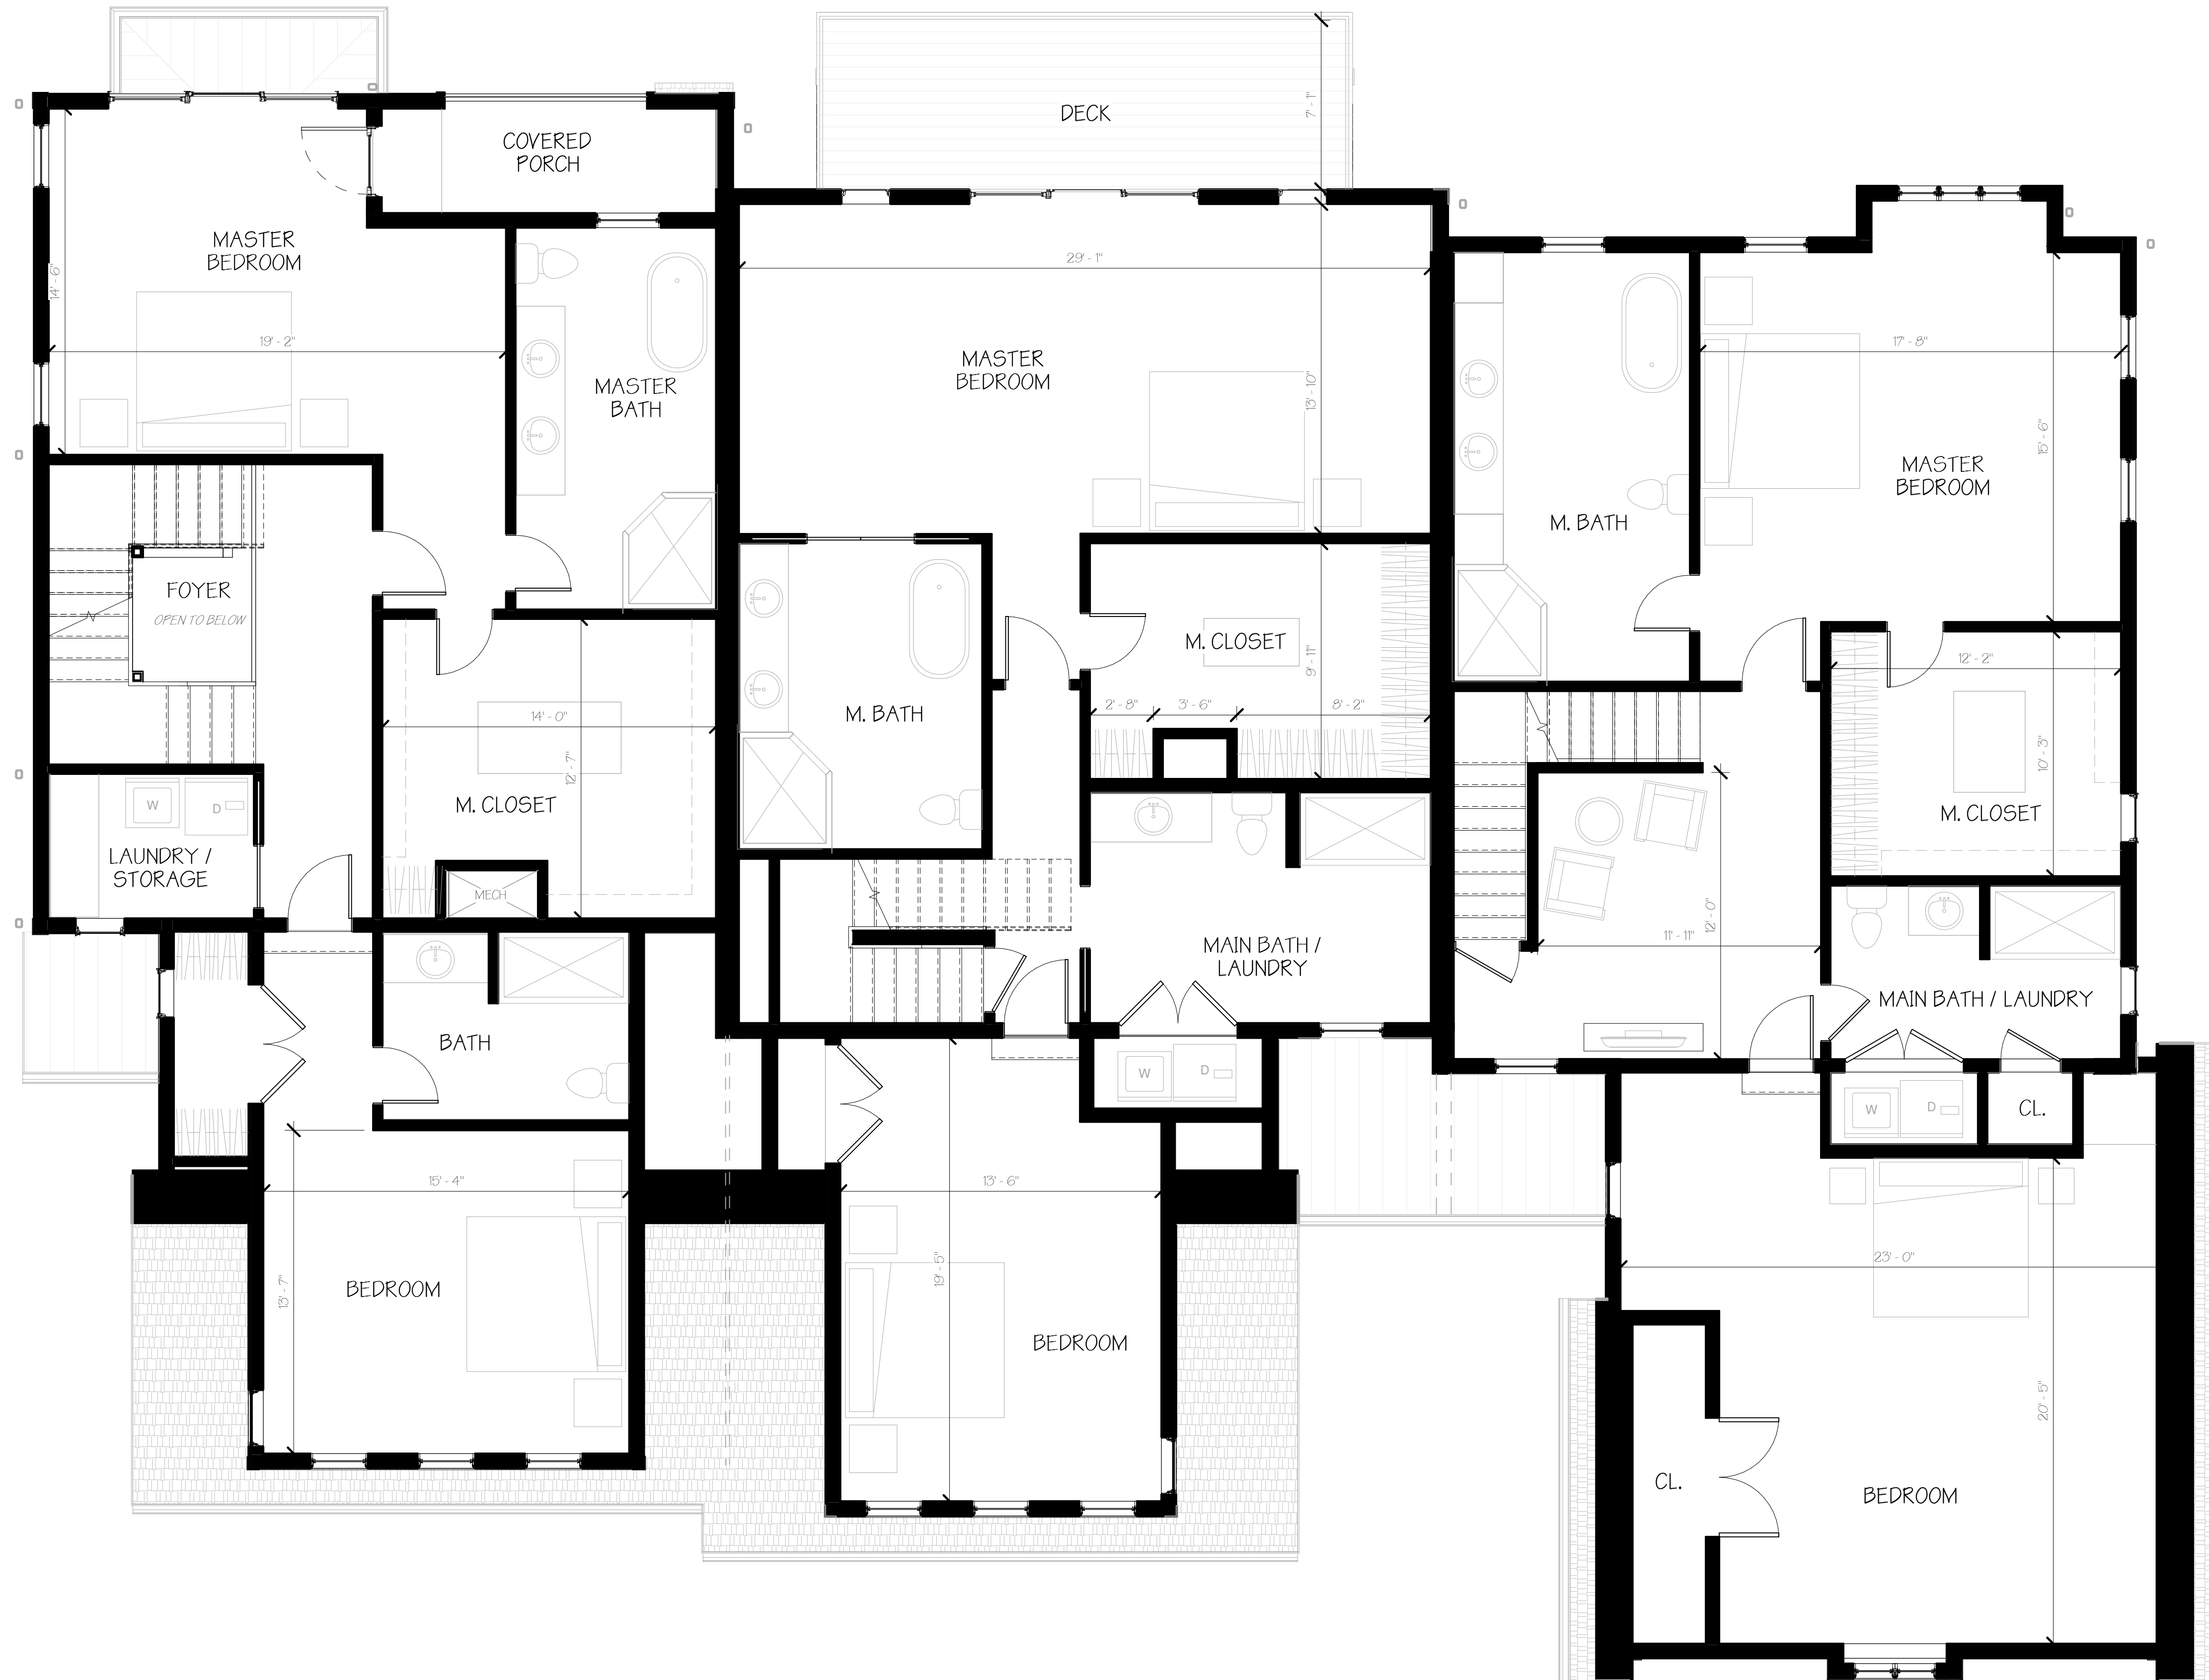 DECK
7' - 1"
COVERED
PORCH
MASTER
BEDROOM
14' - 6"
19' - 2"
MASTER
BATH
29' - 1"
MASTER
BEDROOM
13' - 10"
17' - 8"
15' - 6"
MASTER
BEDROOM
M. BATH
FOYER
OPEN TO BELOW
M. CLOSET
9' - 11"
2' - 8"
3' - 6"
8' - 2"
12' - 2"
10' - 3"
M. CLOSET
14' - 0"
12' - 7"
M. CLOSET
MECH
M. BATH
W
D
LAUNDRY /
STORAGE
12' - 0"
11' - 11"
MAIN BATH /
LAUNDRY
MAIN BATH / LAUNDRY
BATH
W
D
W
D
CL.
15' - 4"
13' - 7"
BEDROOM
13' - 6"
19' - 5"
BEDROOM
23' - 0"
20' - 5"
CL.
BEDROOM